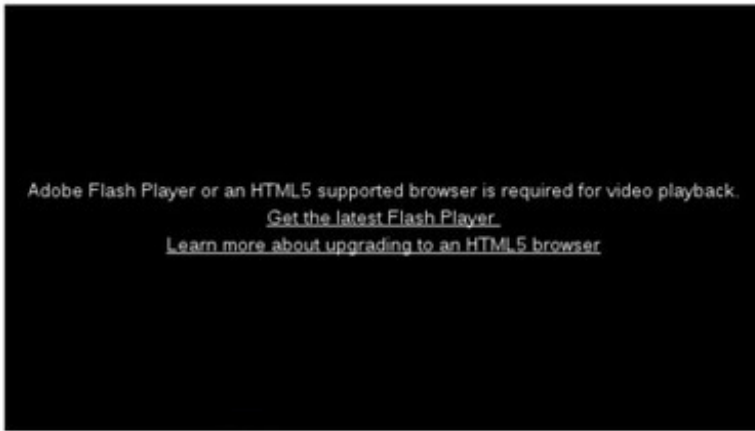 Adobe Flash Player or an HTML5 supported browser is required for video playback.
Get the latest Flash Player
Learn more about upgrading to an HTML5 browser